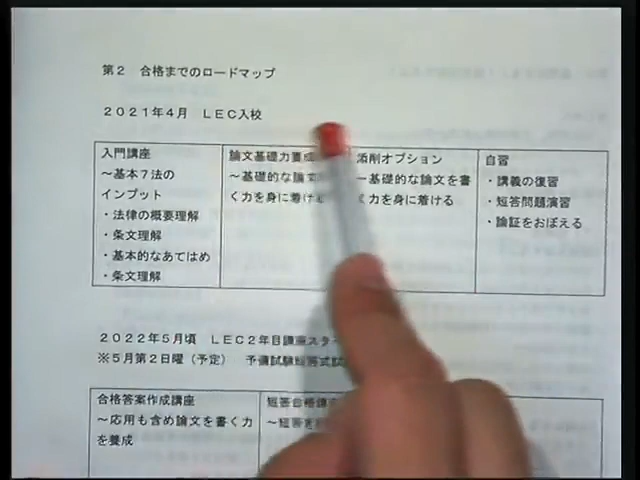 第2 合格までのロードマップ
2021年4月 LEC入校
入門講座
~基本7法の
インプット
・法律の概要理解
・条文理解
・基本的なあてはめ
・条文理解
論文基礎力養成
~基礎的な論文
く力を身に着け
添削オプション
~基礎的な論文を書
く力を身に着ける
自習
・講義の復習
・短答問題演習
・論証をおぼえる
2022年5月頃 LEC2年目講座スター
※5月第2日曜(予定) 予備試験短答式試
合格答案作成講座
~応用も含め論文を書く力
を養成
短答合格講
~短答を